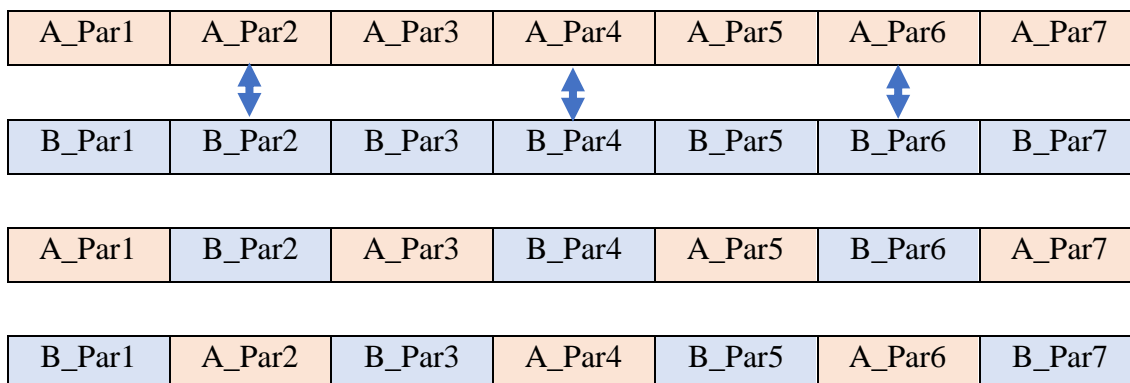 A_Par1 A_Par2 A_Par3 A_Par4 A_Par5 A_Par6 A_Par7
B_Par1 B_Par2 B_Par3 B_Par4 B_Par5 B_Par6 B_Par7
A_Par1 B_Par2 A_Par3 B_Par4 A_Par5 B_Par6 A_Par7
B_Par1 A_Par2 B_Par3 A_Par4 B_Par5 A_Par6 B_Par7